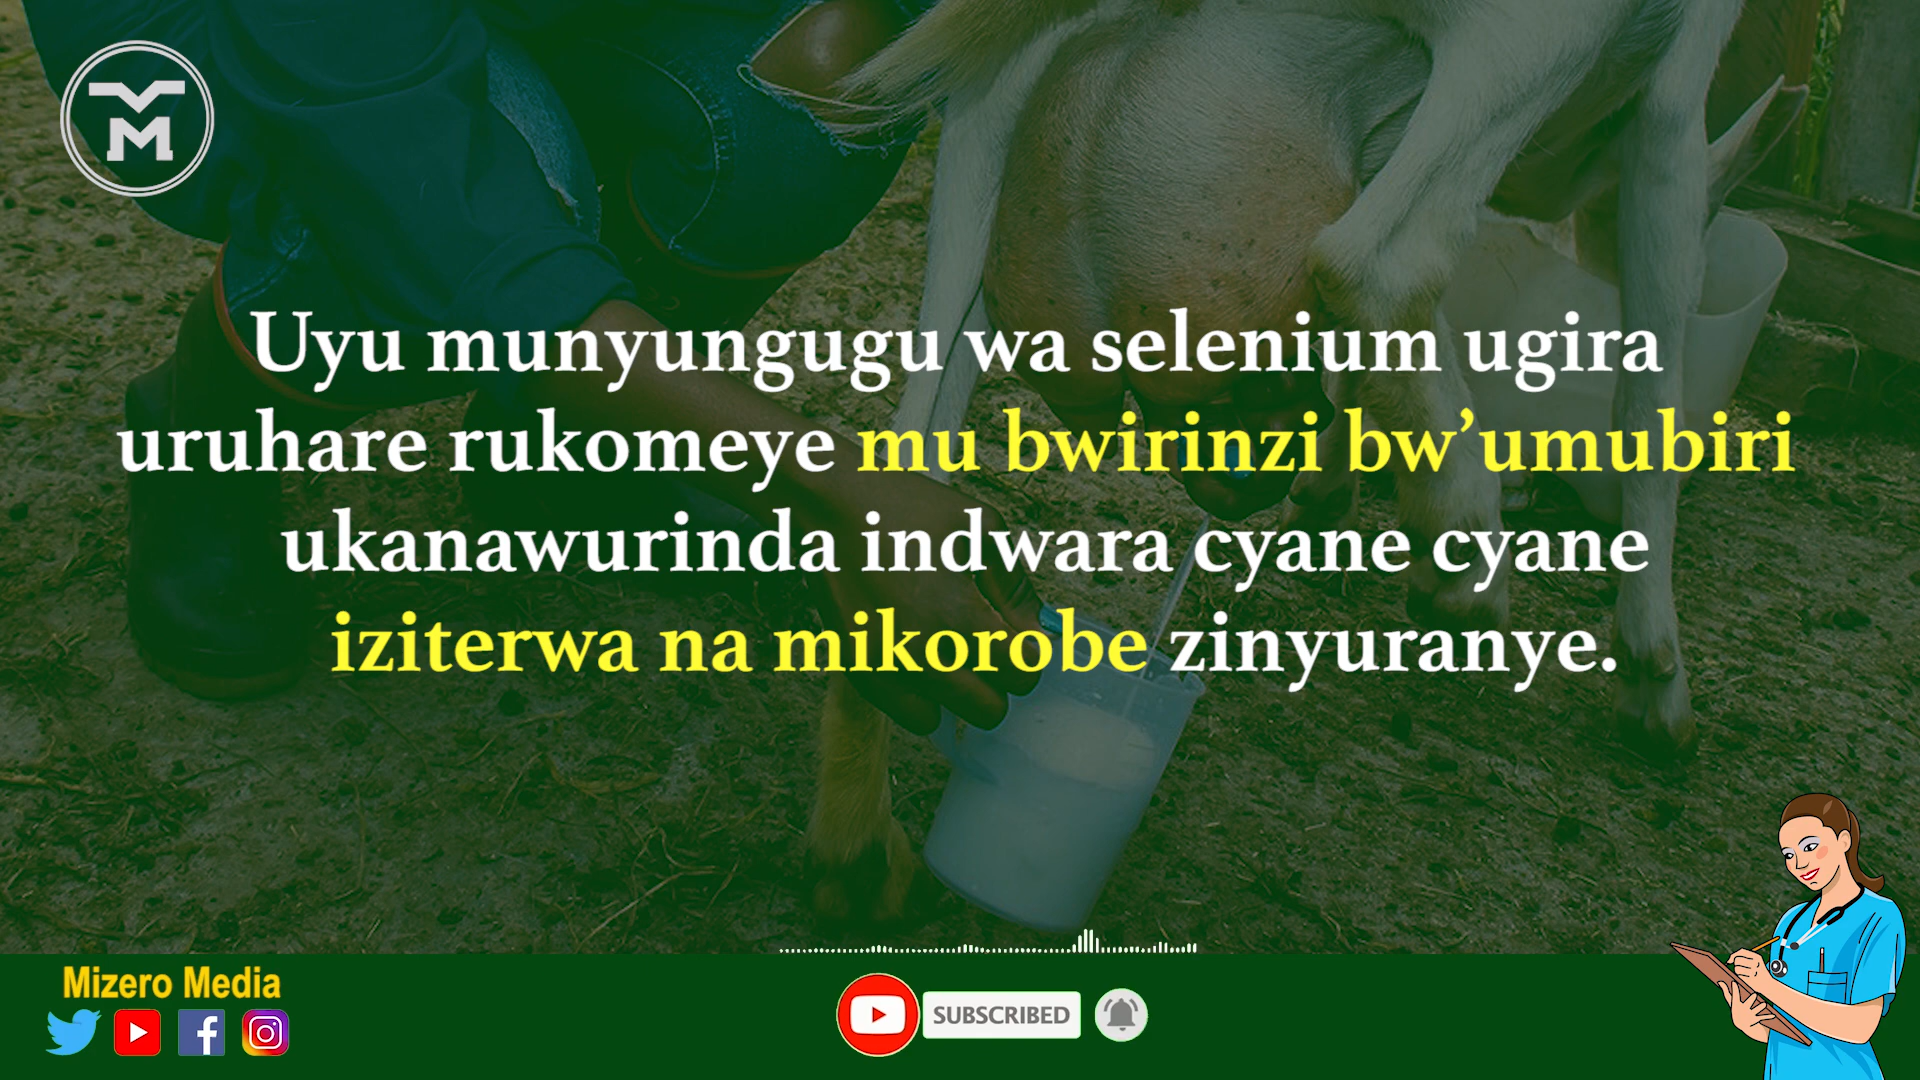 Uyu munyungugu wa selenium ugira
uruhare rukomeye mu bwirinzi bw’umubiri
ukanawurinda indwara cyane cyane
iziterwa na mikorobe zinyuranye.
Mizero Media
SUBSCRIBED